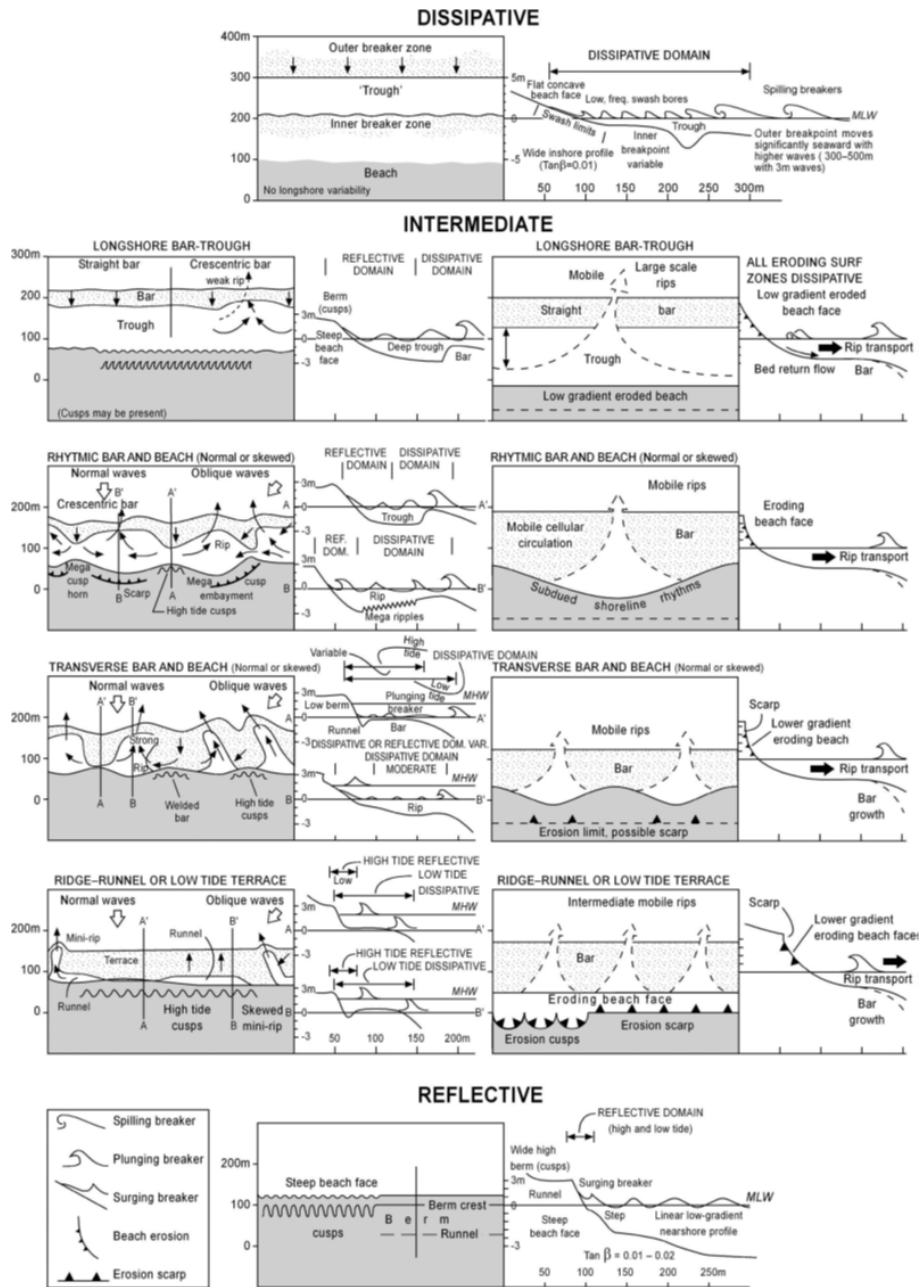 DISSIPATIVE
400m
300
200
100
0
Outer breaker zone
'Trough'
Inner breaker zone
Beach
No longshore variability
DISSIPATIVE DOMAIN
Flat concave
beach face
5m
0
-5
Low, freq. swash bores
Spilling breakers
MLW
Swash limits
Trough
Wide inshore profile
(Tanβ=0.01)
Inner
breakpoint
variable
Outer breakpoint moves
significantly seaward with
higher waves ( 300–500m
with 3m waves)
50 100 150 200 250 300m
INTERMEDIATE
LONGSHORE BAR-TROUGH
300m
200
100
0
Straight bar
Crescentric bar
weak rip
Bar
Trough
(Cusps may be present)
REFLECTIVE
DOMAIN
DISSIPATIVE
DOMAIN
Berm
(cusps)
3m
0
-3
Steep
beach
face
Deep trough
Bar
LONGSHORE BAR-TROUGH
Mobile
Large scale
rips
Straight
bar
Trough
Low gradient eroded beach
ALL ERODING SURF
ZONES DISSIPATIVE
Low gradient eroded
beach face
Rip transport
Bed return flow
Bar
RHYTMIC BAR AND BEACH (Normal or skewed)
Normal waves
Oblique waves
200m
100
0
Crescentric bar
B'
A'
Rip
Mega
cusp
horn
Scarp
B
A
Mega
cusp
embayment
High tide cusps
REFLECTIVE
DOMAIN
DISSIPATIVE
DOMAIN
3m
A
0
A'
Trough
REF.
DOM.
DISSIPATIVE
DOMAIN
3m
B
0
B'
-3
Rip
Mega ripples
RHYTMIC BAR AND BEACH (Normal or skewed)
Mobile rips
Mobile cellular
circulation
Bar
Subdued shoreline rhythms
Eroding
beach face
Rip transport
TRANSVERSE BAR AND BEACH (Normal or skewed)
Normal waves
Oblique waves
200m
100
0
A'
B'
Strong
Rip
A
B
Welded
bar
High tide
cusps
Variable
High
tide
DISSIPATIVE DOMAIN
Low
tide
3m
Low berm
Plunging
breaker
MHW
A
0
A'
Runnel
Bar
DISSIPATIVE OR REFLECTIVE DOM. VAR.
DISSIPATIVE DOMAIN
MODERATE
3m
MHW
B
0
B'
-3
Rip
TRANSVERSE BAR AND BEACH (Normal or skewed)
Mobile rips
Bar
Erosion limit, possible scarp
Scarp
Lower gradient
eroding beach
Rip transport
Bar
growth
RIDGE–RUNNEL OR LOW TIDE TERRACE
Normal waves
Oblique waves
200m
100
0
Mini-rip
A'
Runnel
B'
Terrace
Runnel
High tide
cusps
Skewed
mini-rip
A
B
HIGH TIDE REFLECTIVE
Low
LOW TIDE
DISSIPATIVE
3m
MHW
A
0
A'
HIGH TIDE REFLECTIVE
LOW TIDE DISSIPATIVE
3m
MHW
B
0
B'
-3
50 100 150 200m
RIDGE–RUNNEL OR LOW TIDE TERRACE
Intermediate mobile rips
Bar
Eroding beach face
Erosion cusps
Erosion scarp
Scarp
Lower gradient
eroding beach faces
Rip transport
Bar
growth
REFLECTIVE
Spilling breaker
Plunging breaker
Surging breaker
Beach erosion
Erosion scarp
200m
100
0
Steep beach face
cusps
Berm crest
Berm
Runnel
REFLECTIVE DOMAIN
(high and low tide)
Wide high
berm (cusps)
3m
0
-3
Runnel
Surging breaker
MLW
Steep
beach face
Step
Linear low-gradient
nearshore profile
Tan β = 0.01 – 0.02
50 100 150 200 250m